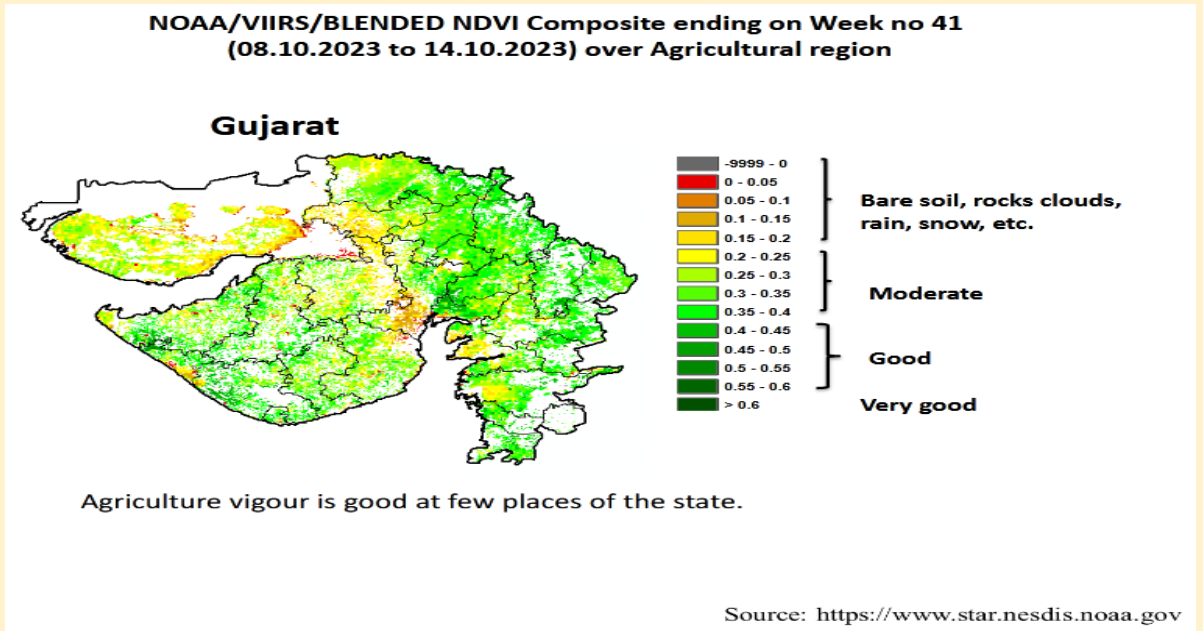 NOAA/VIIRS/BLENDED NDVI Composite ending on Week no 41
(08.10.2023 to 14.10.2023) over Agricultural region
Gujarat
-9999 - 0
0 - 0.05
0.05 - 0.1
0.1 - 0.15
0.15 - 0.2
0.2 - 0.25
0.25 - 0.3
0.3 - 0.35
0.35 - 0.4
0.4 - 0.45
0.45 - 0.5
0.5 - 0.55
0.55 - 0.6
> 0.6
Bare soil, rocks clouds,
rain, snow, etc.
Moderate
Good
Very good
Agriculture vigour is good at few places of the state.
Source: https://www.star.nesdis.noaa.gov